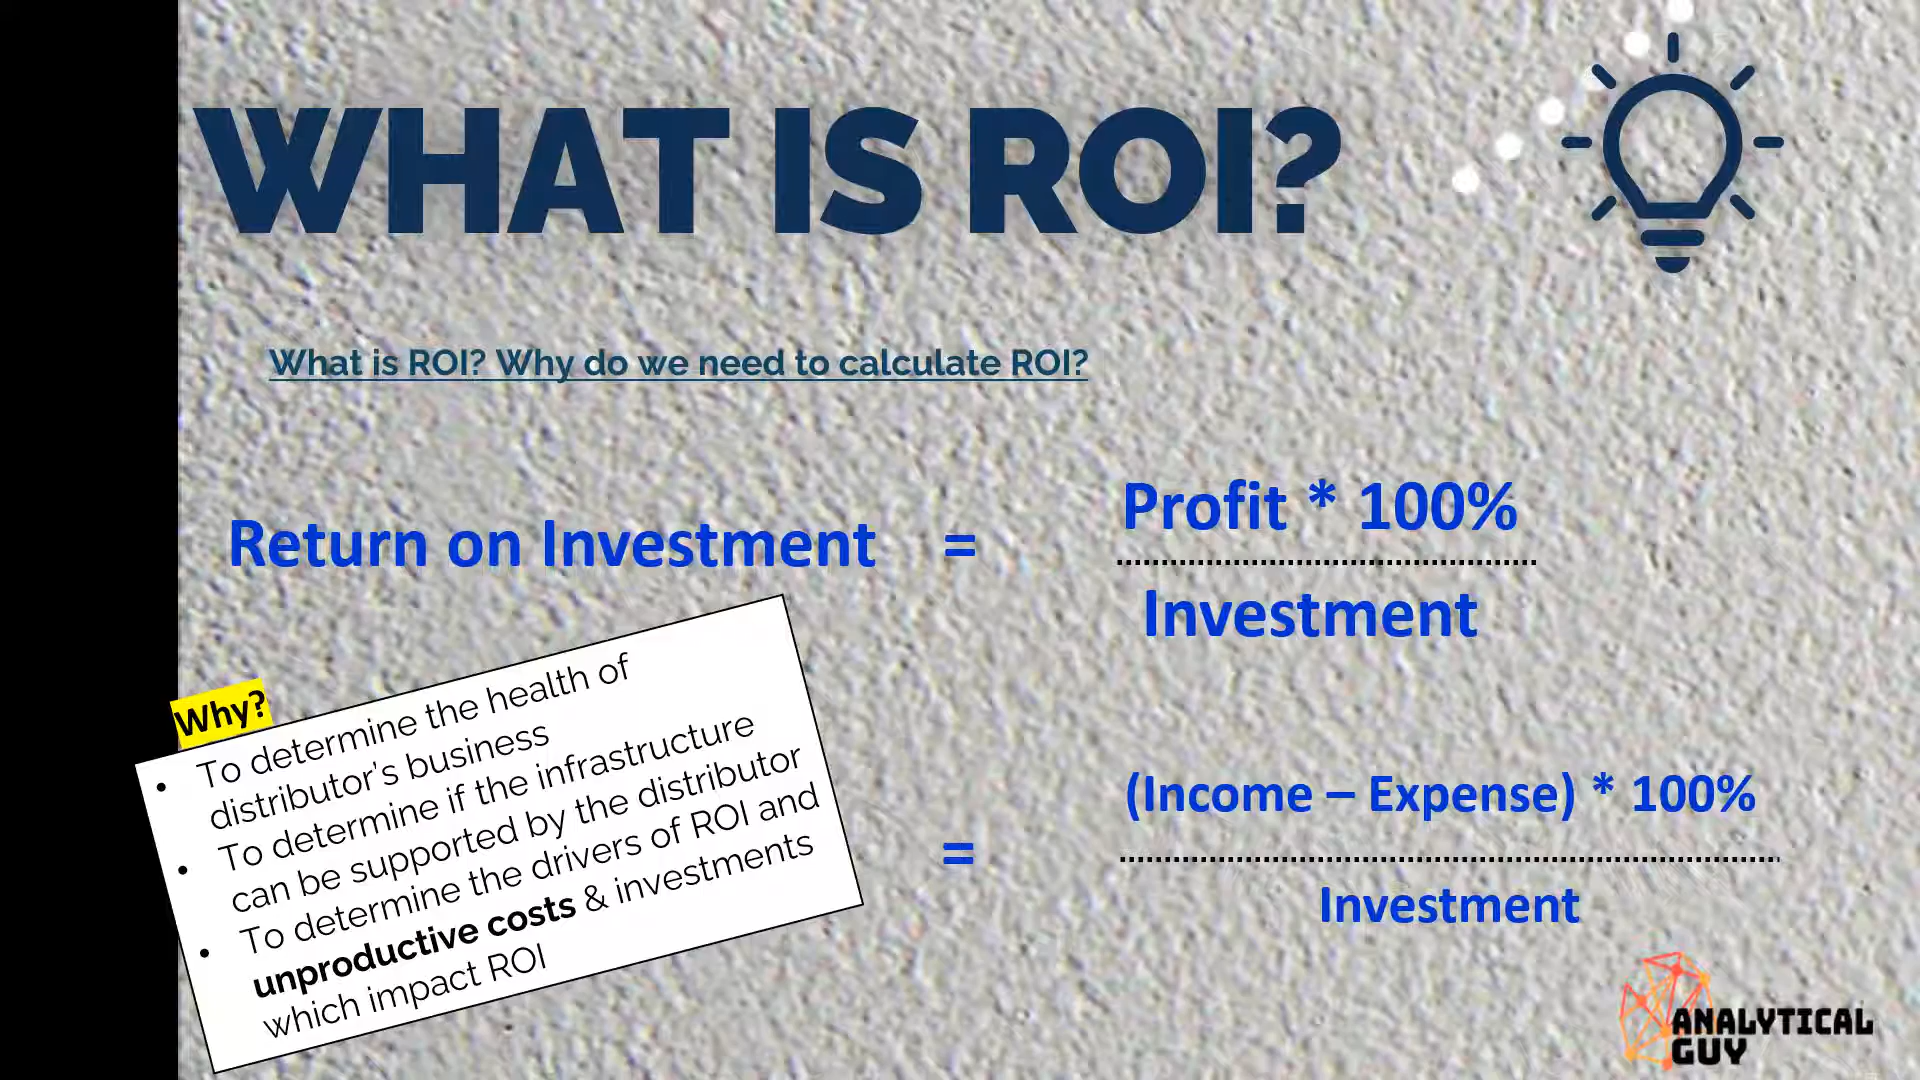 WHAT IS ROI?
What is ROI? Why do we need to calculate ROI?
Return on Investment = Profit * 100%
Investment
Why?
• To determine the health of
distributor's business
• To determine if the infrastructure
can be supported by the distributor
• To determine the drivers of ROI and
unproductive costs & investments
which impact ROI
= (Income – Expense) * 100%
Investment
ANALYTICAL
GUY